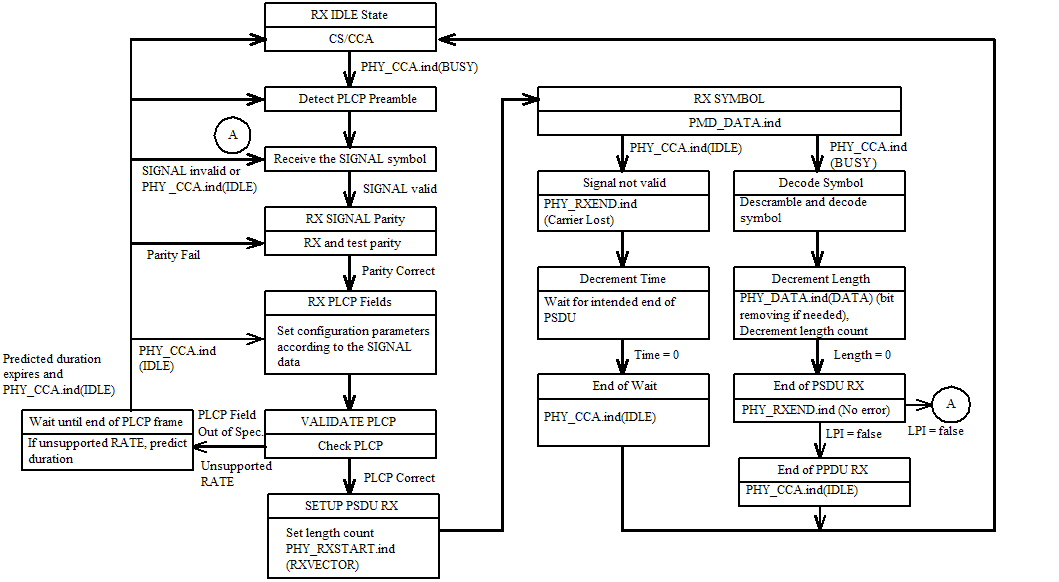 RX IDLE State
CS/CCA
PHY_CCA.ind(BUSY)
Detect PLCP Preamble
A
Receive the SIGNAL symbol
SIGNAL invalid or
PHY _CCA.ind(IDLE)
SIGNAL valid
RX SIGNAL Parity
RX and test parity
Parity Fail
Parity Correct
RX PLCP Fields
Set configuration parameters
according to the SIGNAL
data
PHY_CCA.ind
(IDLE)
Predicted duration
expires and
PHY_CCA.ind(IDLE)
Wait until end of PLCP frame
If unsupported RATE, predict
duration
PLCP Field
Out of Spec.
Unsupported
RATE
VALIDATE PLCP
Check PLCP
PLCP Correct
SETUP PSDU RX
Set length count
PHY_RXSTART.ind
(RXVECTOR)
RX SYMBOL
PMD_DATA.ind
PHY_CCA.ind(IDLE)
PHY_CCA.ind
(BUSY)
Signal not valid
PHY_RXEND.ind
(Carrier Lost)
Decrement Time
Wait for intended end of
PSDU
Time = 0
End of Wait
PHY_CCA.ind(IDLE)
Decode Symbol
Descramble and decode
symbol
Decrement Length
PHY_DATA.ind(DATA) (bit
removing if needed),
Decrement length count
Length = 0
End of PSDU RX
PHY_RXEND.ind (No error)
A
LPI = false
LPI = false
End of PPDU RX
PHY_CCA.ind(IDLE)